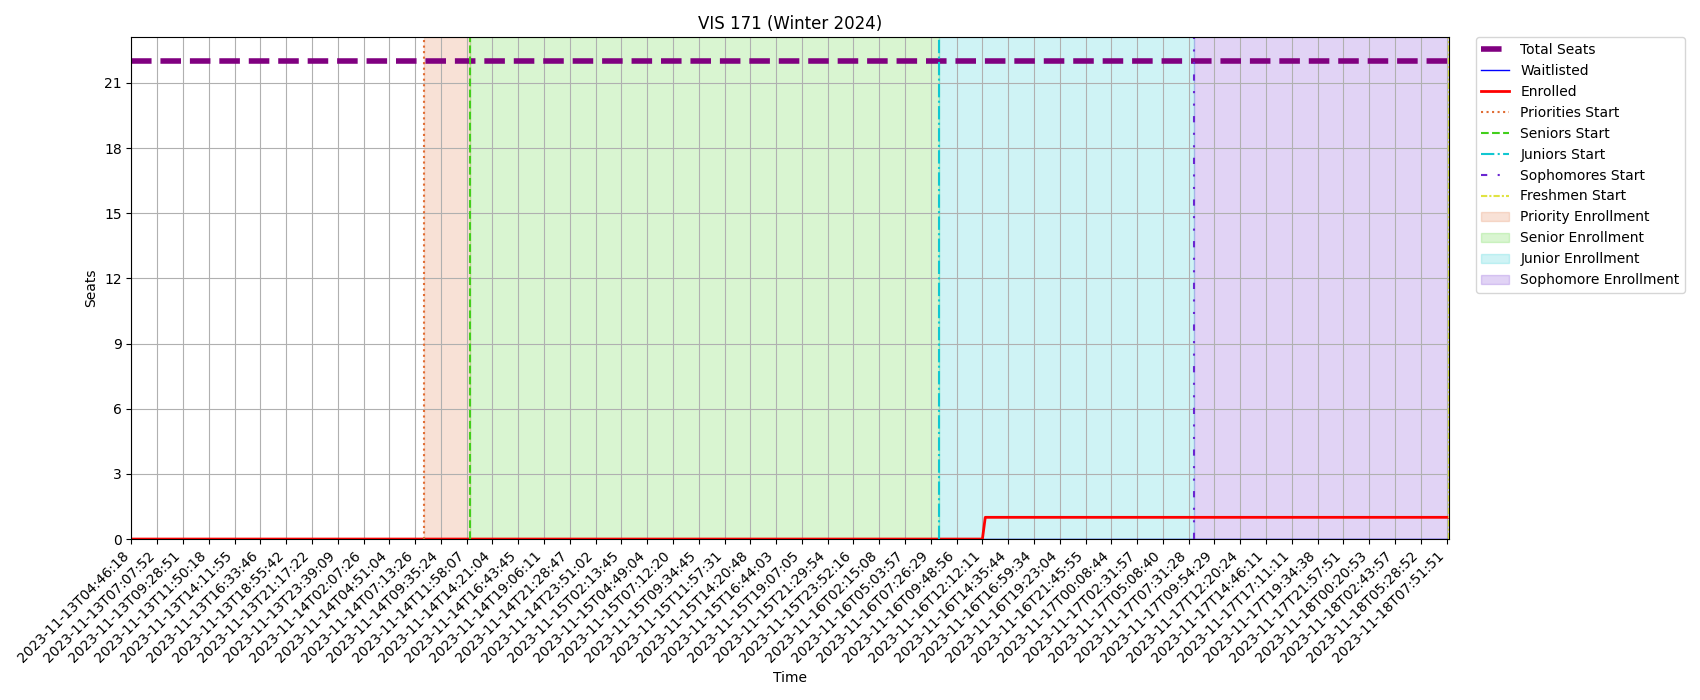 VIS 171 (Winter 2024)
Total Seats
Waitlisted
Enrolled
Priorities Start
Seniors Start
Juniors Start
Sophomores Start
Freshmen Start
Priority Enrollment
Senior Enrollment
Junior Enrollment
Sophomore Enrollment
Seats
21
18
15
12
9
6
3
0
2023-11-13T04:46:18
2023-11-13T07:07:52
2023-11-13T09:28:51
2023-11-13T11:50:18
2023-11-13T14:11:55
2023-11-13T16:33:46
2023-11-13T18:55:42
2023-11-13T21:17:22
2023-11-13T23:39:09
2023-11-14T02:07:26
2023-11-14T04:51:04
2023-11-14T07:13:26
2023-11-14T09:35:24
2023-11-14T11:58:07
2023-11-14T14:21:04
2023-11-14T16:43:45
2023-11-14T19:06:11
2023-11-14T21:28:47
2023-11-14T23:51:02
2023-11-15T02:13:45
2023-11-15T04:49:04
2023-11-15T07:12:20
2023-11-15T09:34:45
2023-11-15T11:57:31
2023-11-15T14:20:48
2023-11-15T16:44:03
2023-11-15T19:07:05
2023-11-15T21:29:54
2023-11-15T23:52:16
2023-11-16T02:15:08
2023-11-16T05:03:57
2023-11-16T07:26:29
2023-11-16T09:48:56
2023-11-16T12:12:11
2023-11-16T14:35:44
2023-11-16T16:59:34
2023-11-16T19:23:04
2023-11-16T21:45:55
2023-11-17T00:08:44
2023-11-17T02:31:57
2023-11-17T05:08:40
2023-11-17T07:31:28
2023-11-17T09:54:29
2023-11-17T12:20:24
2023-11-17T14:46:11
2023-11-17T17:11:11
2023-11-17T19:34:38
2023-11-17T21:57:51
2023-11-18T00:20:53
2023-11-18T02:43:57
2023-11-18T05:28:52
2023-11-18T07:51:51
Time